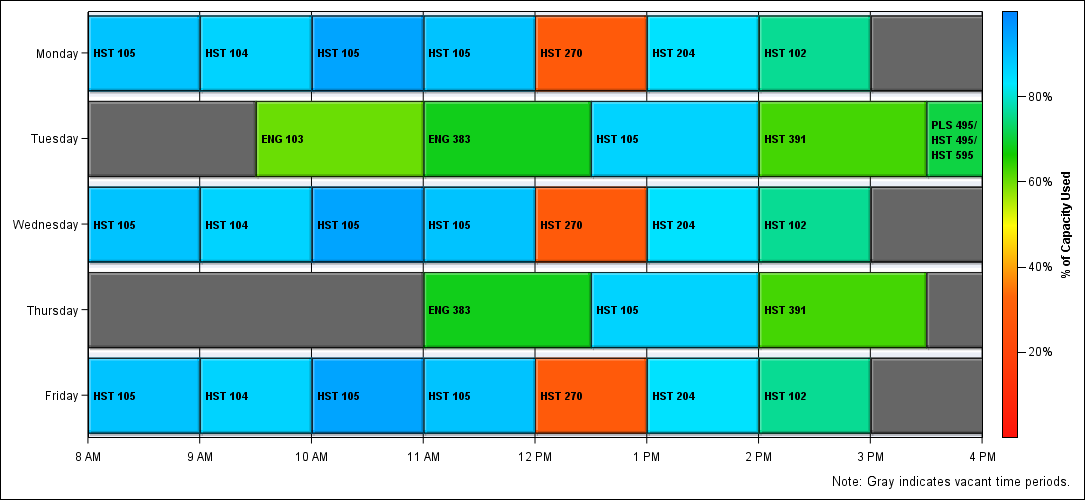 Monday
HST 105
HST 104
HST 105
HST 105
HST 270
HST 204
HST 102
Tuesday
ENG 103
ENG 383
HST 105
HST 391
PLS 495/
HST 495/
HST 595
Wednesday
HST 105
HST 104
HST 105
HST 105
HST 270
HST 204
HST 102
Thursday
ENG 383
HST 105
HST 391
Friday
HST 105
HST 104
HST 105
HST 105
HST 270
HST 204
HST 102
8 AM
9 AM
10 AM
11 AM
12 PM
1 PM
2 PM
3 PM
4 PM
80%
60%
40%
20%
% of Capacity Used
Note: Gray indicates vacant time periods.